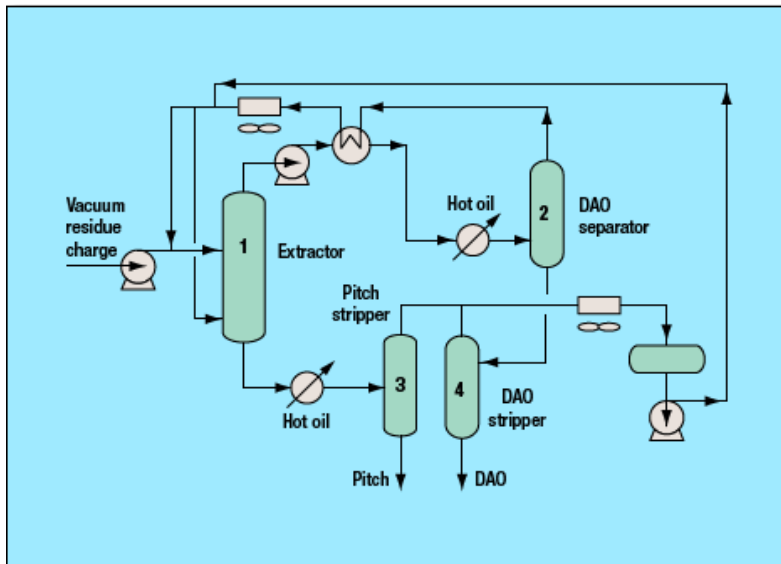 Vacuum
residue
charge
1
Extractor
Hot oil
2
DAO
separator
Pitch
stripper
Hot oil
3
4
DAO
stripper
Pitch
DAO